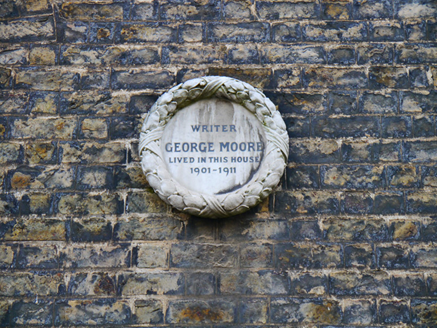 WRITER
GEORGE MOORE
LIVED IN THIS HOUSE
1901-1911